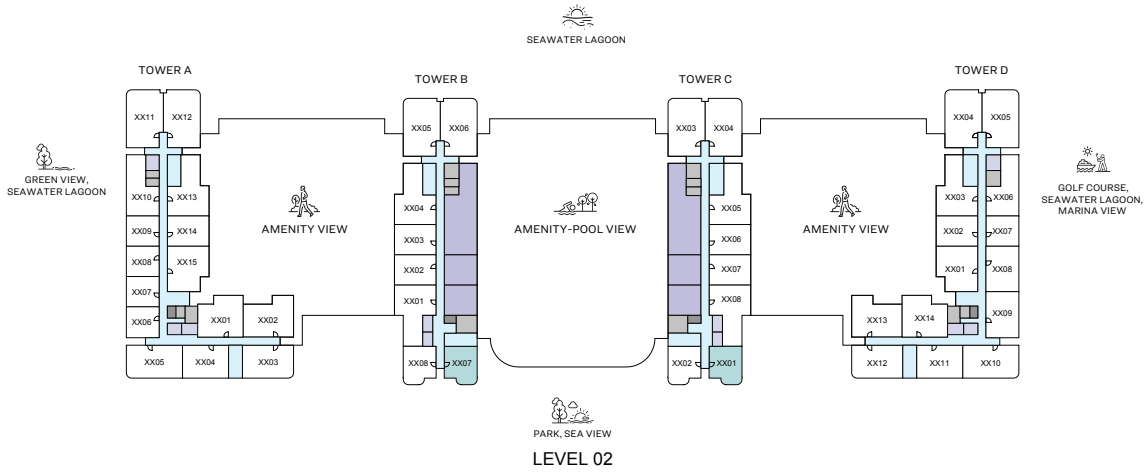 SEAWATER LAGOON
TOWER A
TOWER B
TOWER C
TOWER D
XX11 XX12
XX05 XX06
XX03 XX04
XX04 XX05
GREEN VIEW,
SEAWATER LAGOON
GOLF COURSE,
SEAWATER LAGOON,
MARINA VIEW
XX10 XX13
XX09 XX14
XX08 XX15
XX07
XX06 XX01 XX02
XX05 XX04 XX03
AMENITY VIEW
XX04
XX03
XX02
XX01
XX08 XX07
AMENITY-POOL VIEW
XX05
XX06
XX07
XX08
XX02 XX01
AMENITY VIEW
XX03 XX06
XX02 XX07
XX01 XX08
XX09
XX13 XX14
XX12 XX11 XX10
PARK, SEA VIEW
LEVEL 02